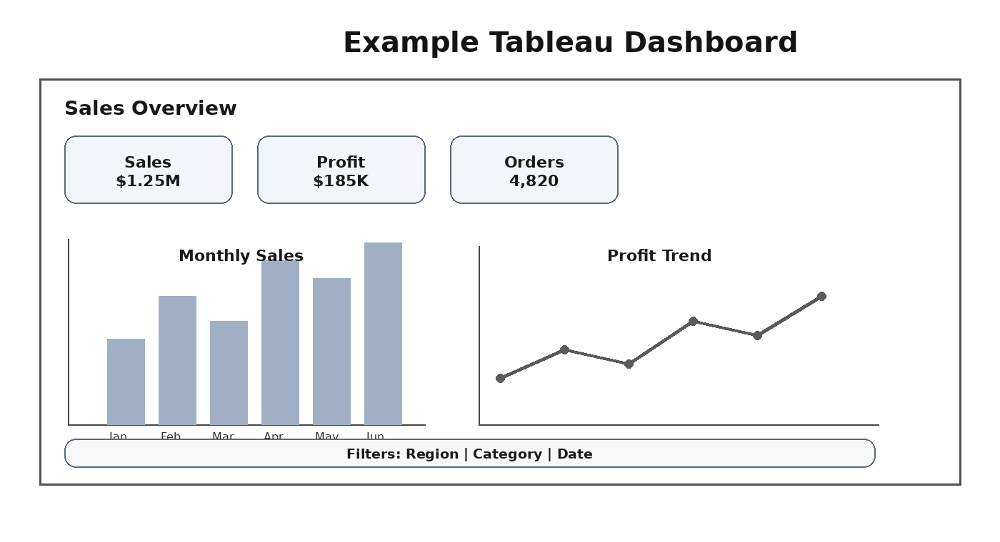 Example Tableau Dashboard
Sales Overview
Sales
$1.25M
Profit
$185K
Orders
4,820
Monthly Sales
Profit Trend
Jan
Feb
Mar
Apr
May
Jun
Filters: Region | Category | Date